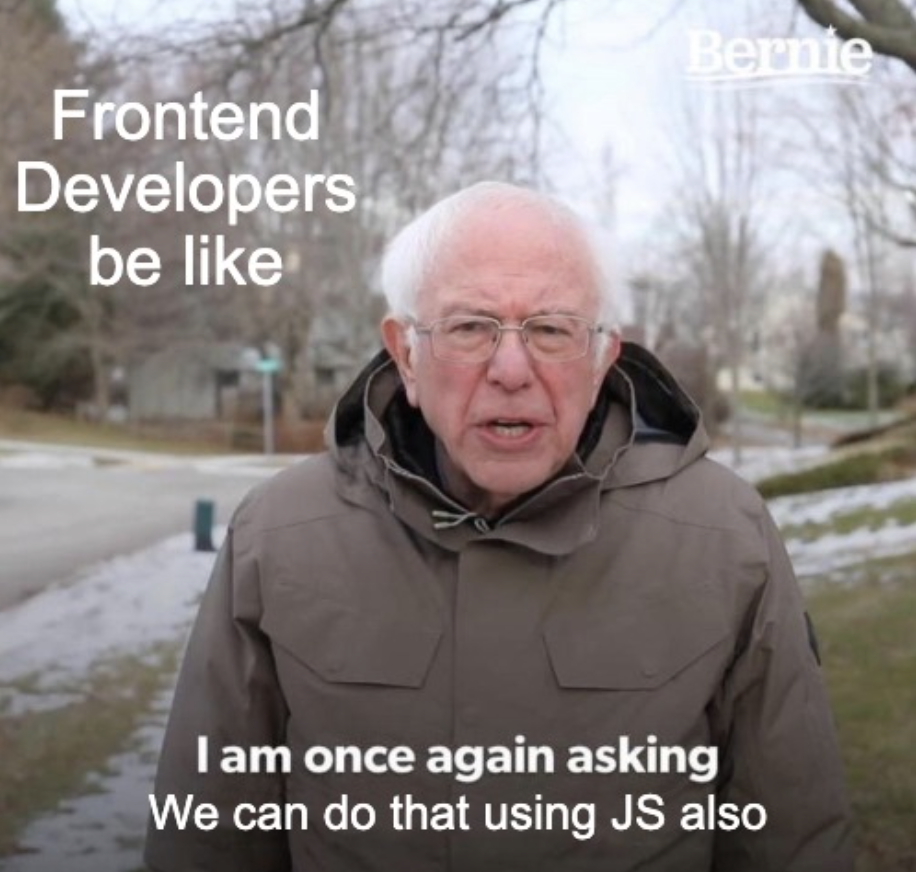 Bernie
Frontend
Developers
be like
I am once again asking
We can do that using JS also